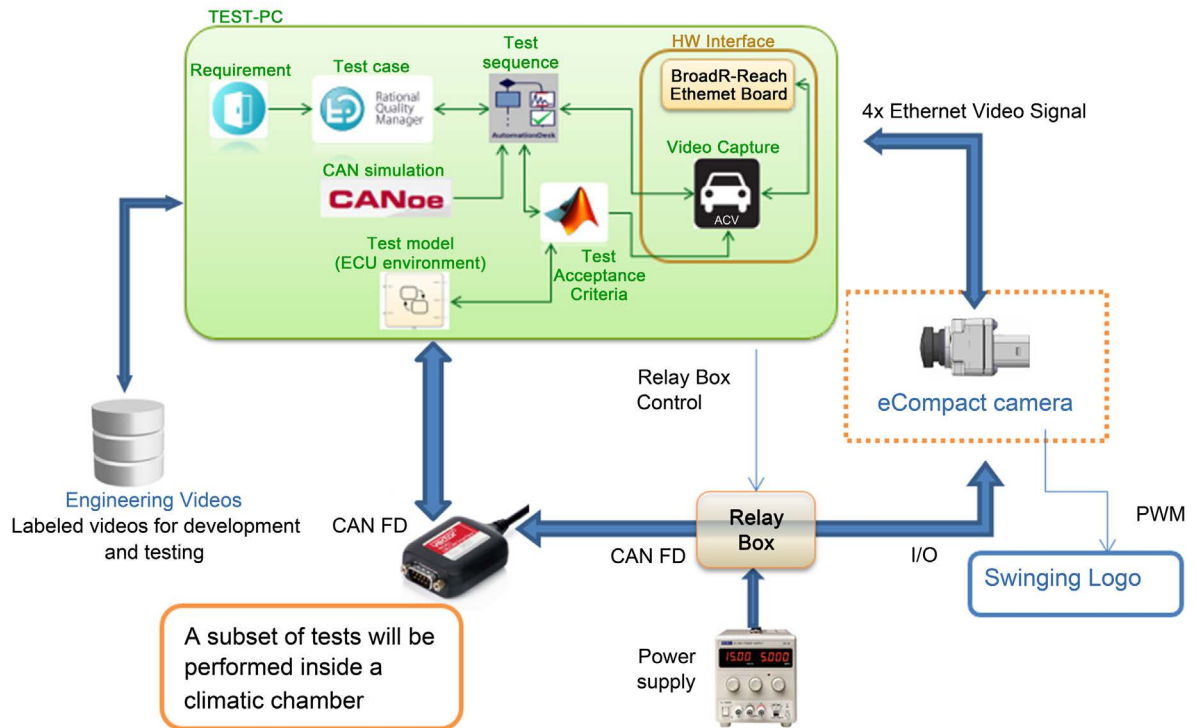 TEST-PC
HW Interface
Test
sequence
Requirement
Test case
BroadR-Reach
Ethernet Board
Rational
Quality
Manager
AutomationDesk
4x Ethernet Video Signal
Video Capture
CAN simulation
CANoe
ACV
Test model
(ECU environment)
Test
Acceptance
Criteria
Relay Box
Control
eCompact camera
Engineering Videos
Labeled videos for development
and testing
CAN FD
vector
CAN FD
Relay
Box
I/O
PWM
Swinging Logo
A subset of tests will be
performed inside a
climatic chamber
Power
supply
15.00 5.000